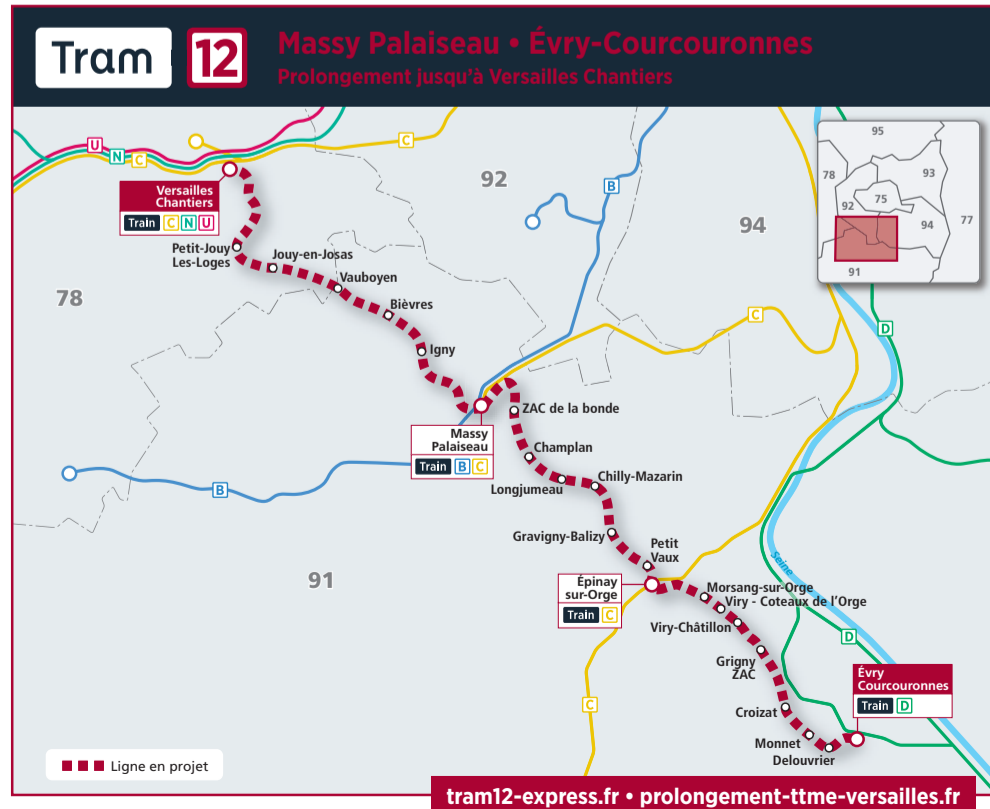 Tram 12
Massy Palaiseau • Évry-Courcouronnes
Prolongement jusqu'à Versailles Chantiers
U
N
C
C
B
92
94
78
95
78
93
92
75
94
77
91
Versailles
Chantiers
Train C N U
Petit-Jouy
Les-Loges
Jouy-en-Josas
Vauboyen
Bièvres
Igny
C
D
ZAC de la bonde
Massy
Palaiseau
Train B C
Champlan
Chilly-Mazarin
Longjumeau
B
Gravigny-Balizy
Petit
Vaux
Seine
91
Épinay
sur-Orge
Train C
Morsang-sur-Orge
Viry - Coteaux de l'Orge
Viry-Châtillon
D
Grigny
ZAC
Évry
Courcouronnes
Train D
C
Croizat
Monnet
Delouvrier
Ligne en projet
tram12-express.fr • prolongement-ttme-versailles.fr